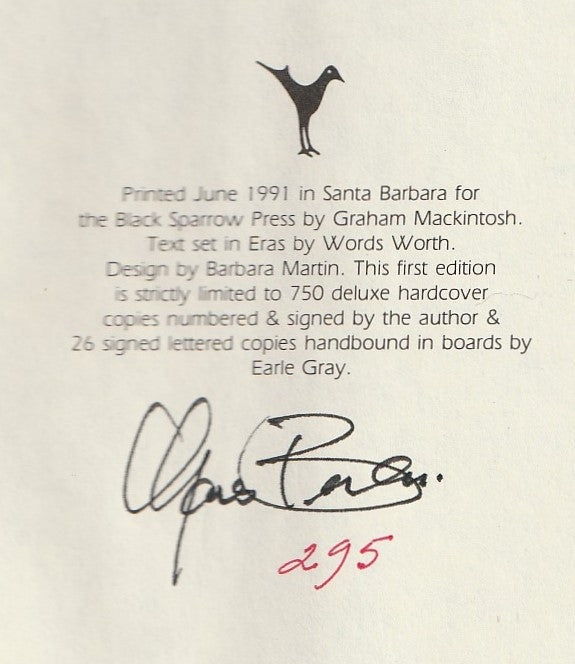 Printed June 1991 in Santa Barbara for
the Black Sparrow Press by Graham Mackintosh.
Text set in Eras by Words Worth.
Design by Barbara Martin. This first edition
is strictly limited to 750 deluxe hardcover
copies numbered & signed by the author &
26 signed lettered copies handbound in boards by
Earle Gray.
295